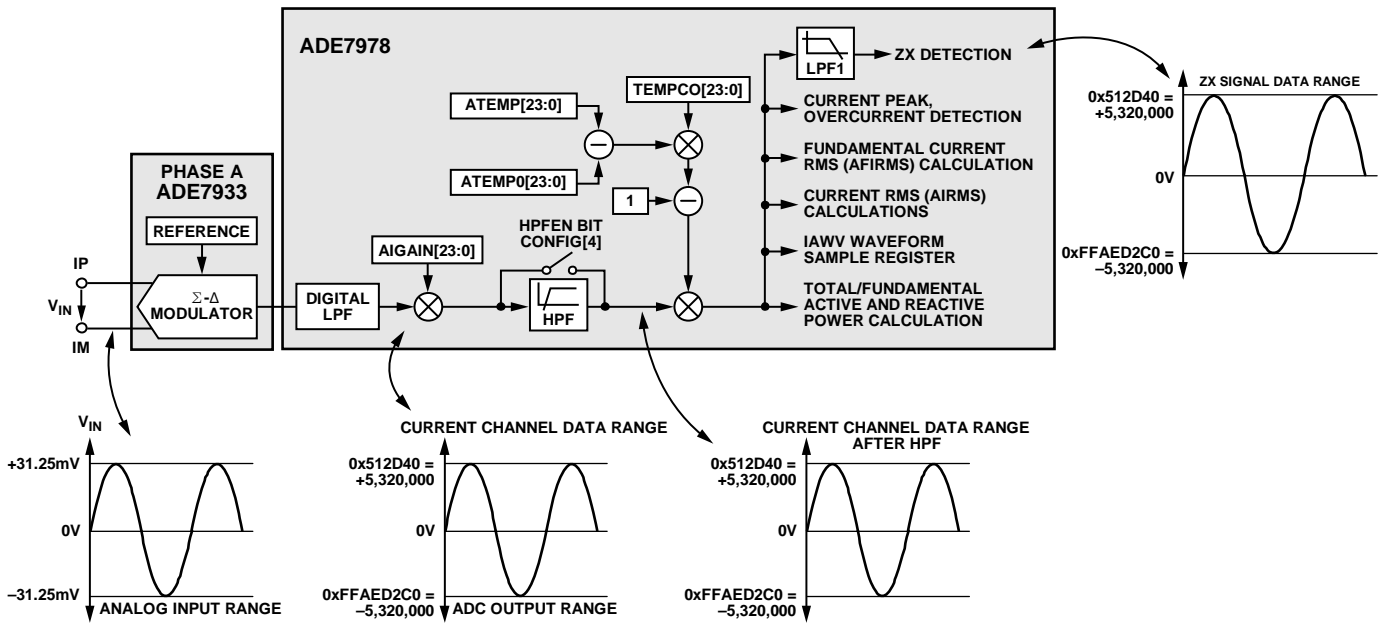 ADE7978
TEMPCO[23:0]
ATEMP[23:0]
ATEMP0[23:0]
1
LPF1
ZX DETECTION
CURRENT PEAK,
OVERCURRENT DETECTION
FUNDAMENTAL CURRENT
RMS (AFIRMS) CALCULATION
CURRENT RMS (AIRMS)
CALCULATIONS
IAWV WAVEFORM
SAMPLE REGISTER
TOTAL/FUNDAMENTAL
ACTIVE AND REACTIVE
POWER CALCULATION
ZX SIGNAL DATA RANGE
0x512D40 =
+5,320,000
0V
0xFFAED2C0 =
–5,320,000
PHASE A
ADE7933
REFERENCE
IP
VIN
IM
Σ-Δ
MODULATOR
DIGITAL
LPF
AIGAIN[23:0]
HPFEN BIT
CONFIG[4]
HPF
VIN
+31.25mV
0V
–31.25mV
ANALOG INPUT RANGE
CURRENT CHANNEL DATA RANGE
0x512D40 =
+5,320,000
0V
0xFFAED2C0 =
–5,320,000
ADC OUTPUT RANGE
CURRENT CHANNEL DATA RANGE
AFTER HPF
0x512D40 =
+5,320,000
0V
0xFFAED2C0 =
–5,320,000